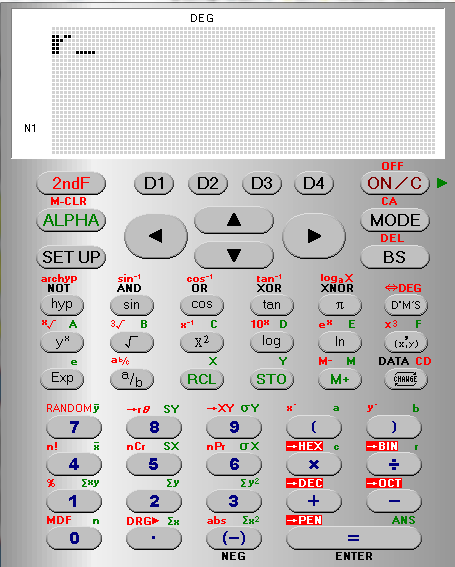 DEG
N1
OFF
2ndF D1 D2 D3 D4 ON/C
M-CLR CA
ALPHA MODE
DEL
SET UP BS
archyp sin⁻¹ cos⁻¹ tan⁻¹ logₐX ⇔DEG
NOT AND OR XOR XNOR
hyp sin cos tan π D°M'S
ˣ√ A ³√ B x⁻¹ C 10ˣ D eˣ E x³ F
yˣ √ X² log ln (x,y)
e a b/c X Y M- M DATA CD
Exp a/b RCL STO M+ CHANGE
RANDOM ȳ →rθ SY →XY σY x' a y' b
7 8 9 ( )
n! x̄ nCr SX nPr σX →HEX c →BIN r
4 5 6 × ÷
% Σxy Σy Σy² →DEC →OCT
1 2 3 + −
MDF n DRG▶ Σx abs Σx² →PEN ANS
0 · (−) =
NEG ENTER